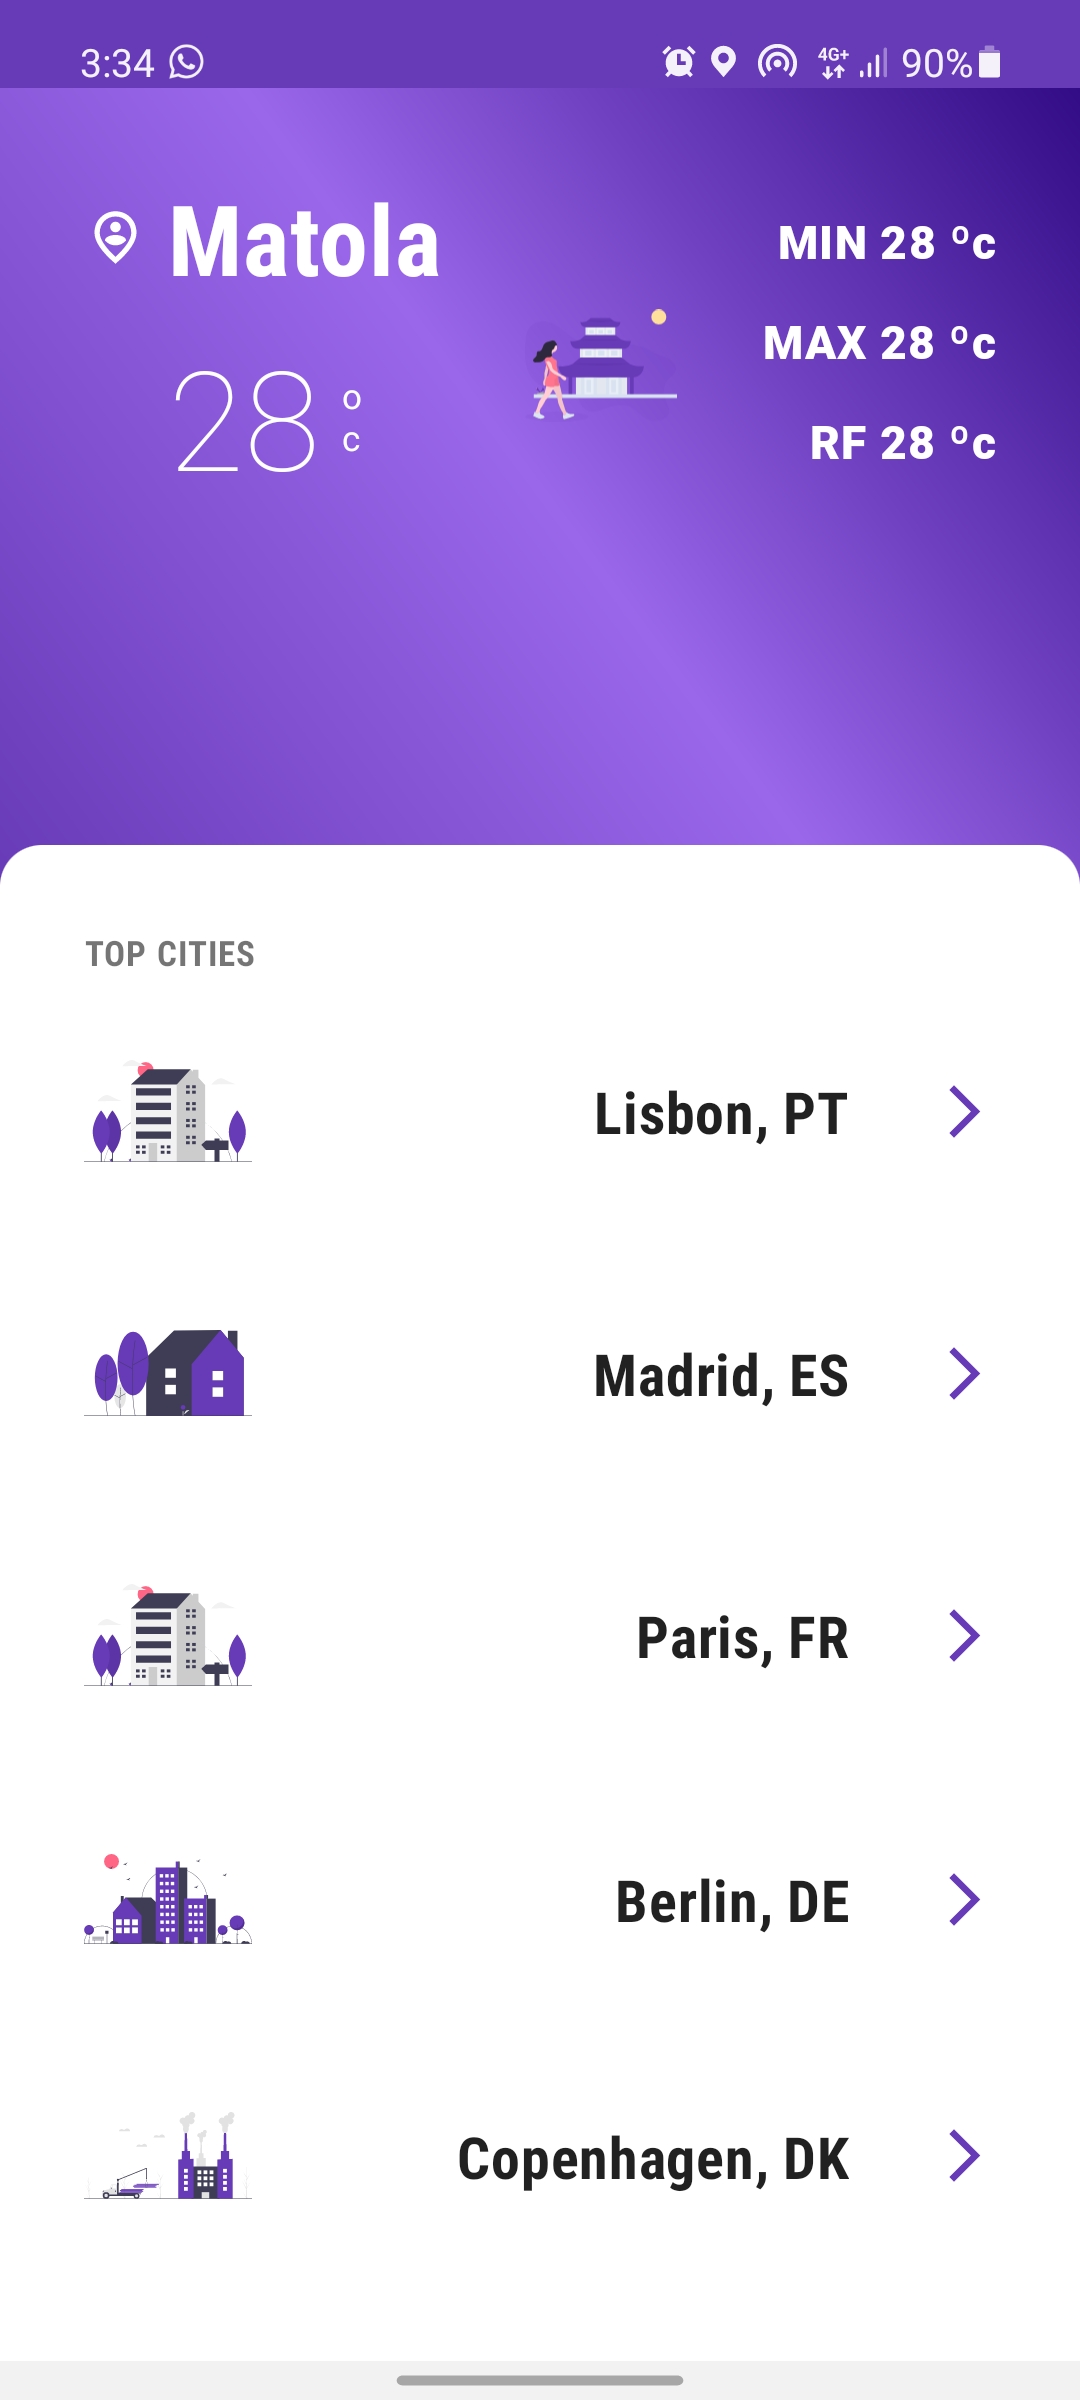 3:34 4G+ 90%
Matola
28 o
c
MIN 28 ºc
MAX 28 ºc
RF 28 ºc
TOP CITIES
Lisbon, PT
Madrid, ES
Paris, FR
Berlin, DE
Copenhagen, DK